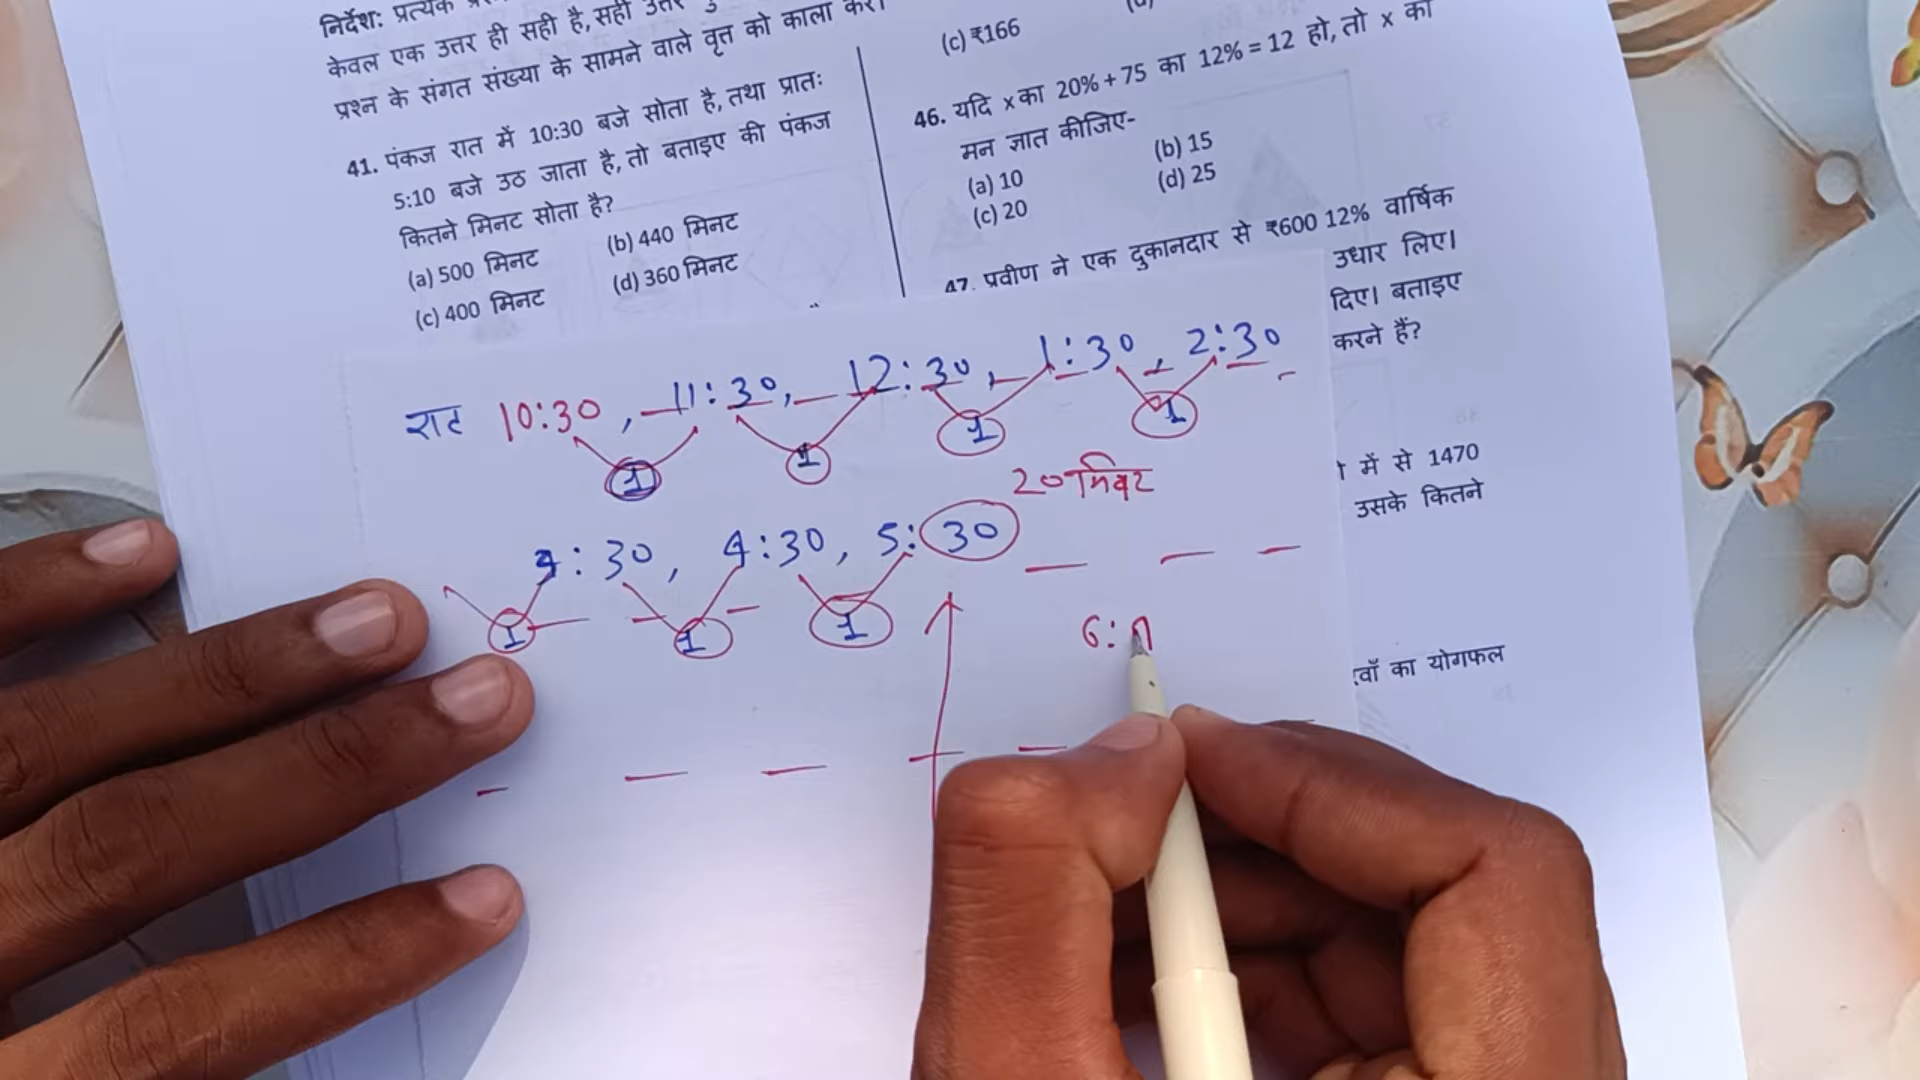 निर्देश: प्रत्येक
केवल एक उत्तर ही सही है, सही उत्तर
प्रश्न के संगत संख्या के सामने वाले वृत्त को काला करें।
41. पंकज रात में 10:30 बजे सोता है, तथा प्रातः
5:10 बजे उठ जाता है, तो बताइए की पंकज
कितने मिनट सोता है?
(a) 500 मिनट (b) 440 मिनट
(c) 400 मिनट (d) 360 मिनट
(c) ₹166
46. यदि x का 20% + 75 का 12% = 12 हो, तो x का
मन ज्ञात कीजिए-
(a) 10 (b) 15
(c) 20 (d) 25
47. प्रवीण ने एक दुकानदार से ₹600 12% वार्षिक
उधार लिए।
दिए। बताइए
करने हैं?
में से 1470
उसके कितने
वाँ का योगफल
रात 10:30, 11:30, 12:30, 1:30, 2:30
1 1 1 1
20 मिनट
3:30, 4:30, 5:30
1 1 1
6: